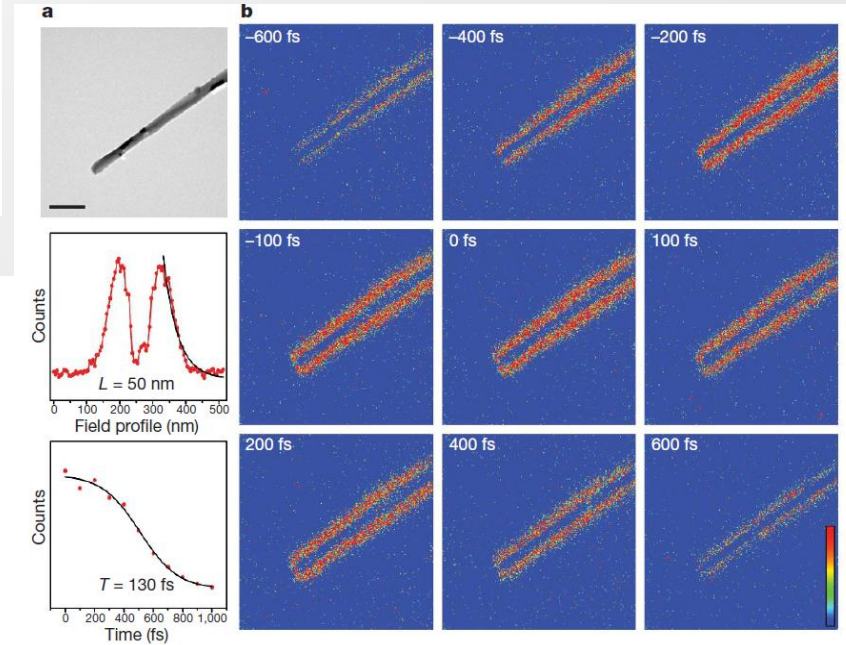 a
b
–600 fs
–400 fs
–200 fs
Counts
L = 50 nm
0 100 200 300 400 500
Field profile (nm)
–100 fs
0 fs
100 fs
Counts
T = 130 fs
0 200 400 600 800 1,000
Time (fs)
200 fs
400 fs
600 fs